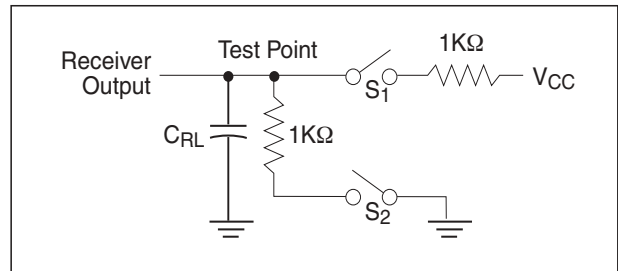 Receiver
Output
Test Point
S1
1KΩ
VCC
CRL
1KΩ
S2